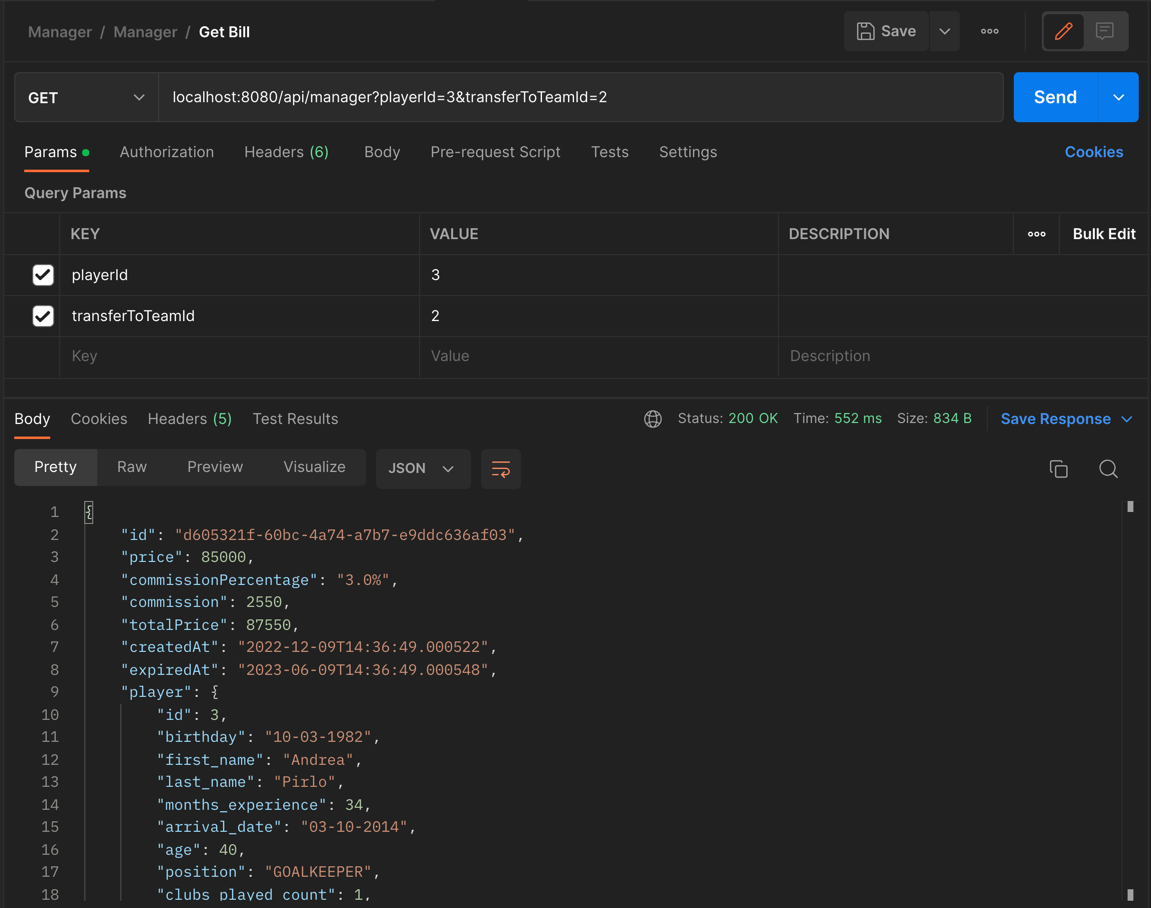 Manager / Manager / Get Bill
Save
GET
localhost:8080/api/manager?playerId=3&transferToTeamId=2
Send
Params
Authorization
Headers (6)
Body
Pre-request Script
Tests
Settings
Cookies
Query Params
KEY VALUE DESCRIPTION Bulk Edit
playerId 3
transferToTeamId 2
Key Value Description
Body
Cookies
Headers (5)
Test Results
Status: 200 OK
Time: 552 ms
Size: 834 B
Save Response
Pretty
Raw
Preview
Visualize
JSON
1 {
2 "id": "d605321f-60bc-4a74-a7b7-e9ddc636af03",
3 "price": 85000,
4 "commissionPercentage": "3.0%",
5 "commission": 2550,
6 "totalPrice": 87550,
7 "createdAt": "2022-12-09T14:36:49.000522",
8 "expiredAt": "2023-06-09T14:36:49.000548",
9 "player": {
10 "id": 3,
11 "birthday": "10-03-1982",
12 "first_name": "Andrea",
13 "last_name": "Pirlo",
14 "months_experience": 34,
15 "arrival_date": "03-10-2014",
16 "age": 40,
17 "position": "GOALKEEPER",
18 "clubs_played_count": 1,